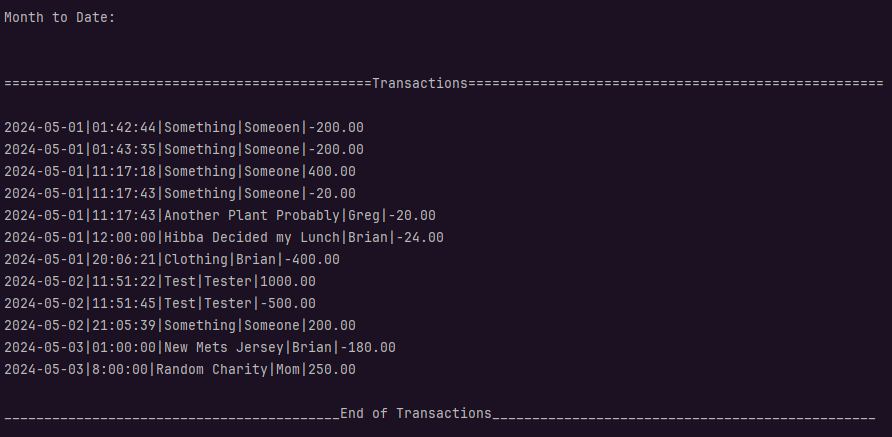 Month to Date:
==============================================Transactions====================================================
2024-05-01|01:42:44|Something|Someoen|-200.00
2024-05-01|01:43:35|Something|Someone|-200.00
2024-05-01|11:17:18|Something|Someone|400.00
2024-05-01|11:17:43|Something|Someone|-20.00
2024-05-01|11:17:43|Another Plant Probably|Greg|-20.00
2024-05-01|12:00:00|Hibba Decided my Lunch|Brian|-24.00
2024-05-01|20:06:21|Clothing|Brian|-400.00
2024-05-02|11:51:22|Test|Tester|1000.00
2024-05-02|11:51:45|Test|Tester|-500.00
2024-05-02|21:05:39|Something|Someone|200.00
2024-05-03|01:00:00|New Mets Jersey|Brian|-180.00
2024-05-03|8:00:00|Random Charity|Mom|250.00
__________________________________________End of Transactions________________________________________________